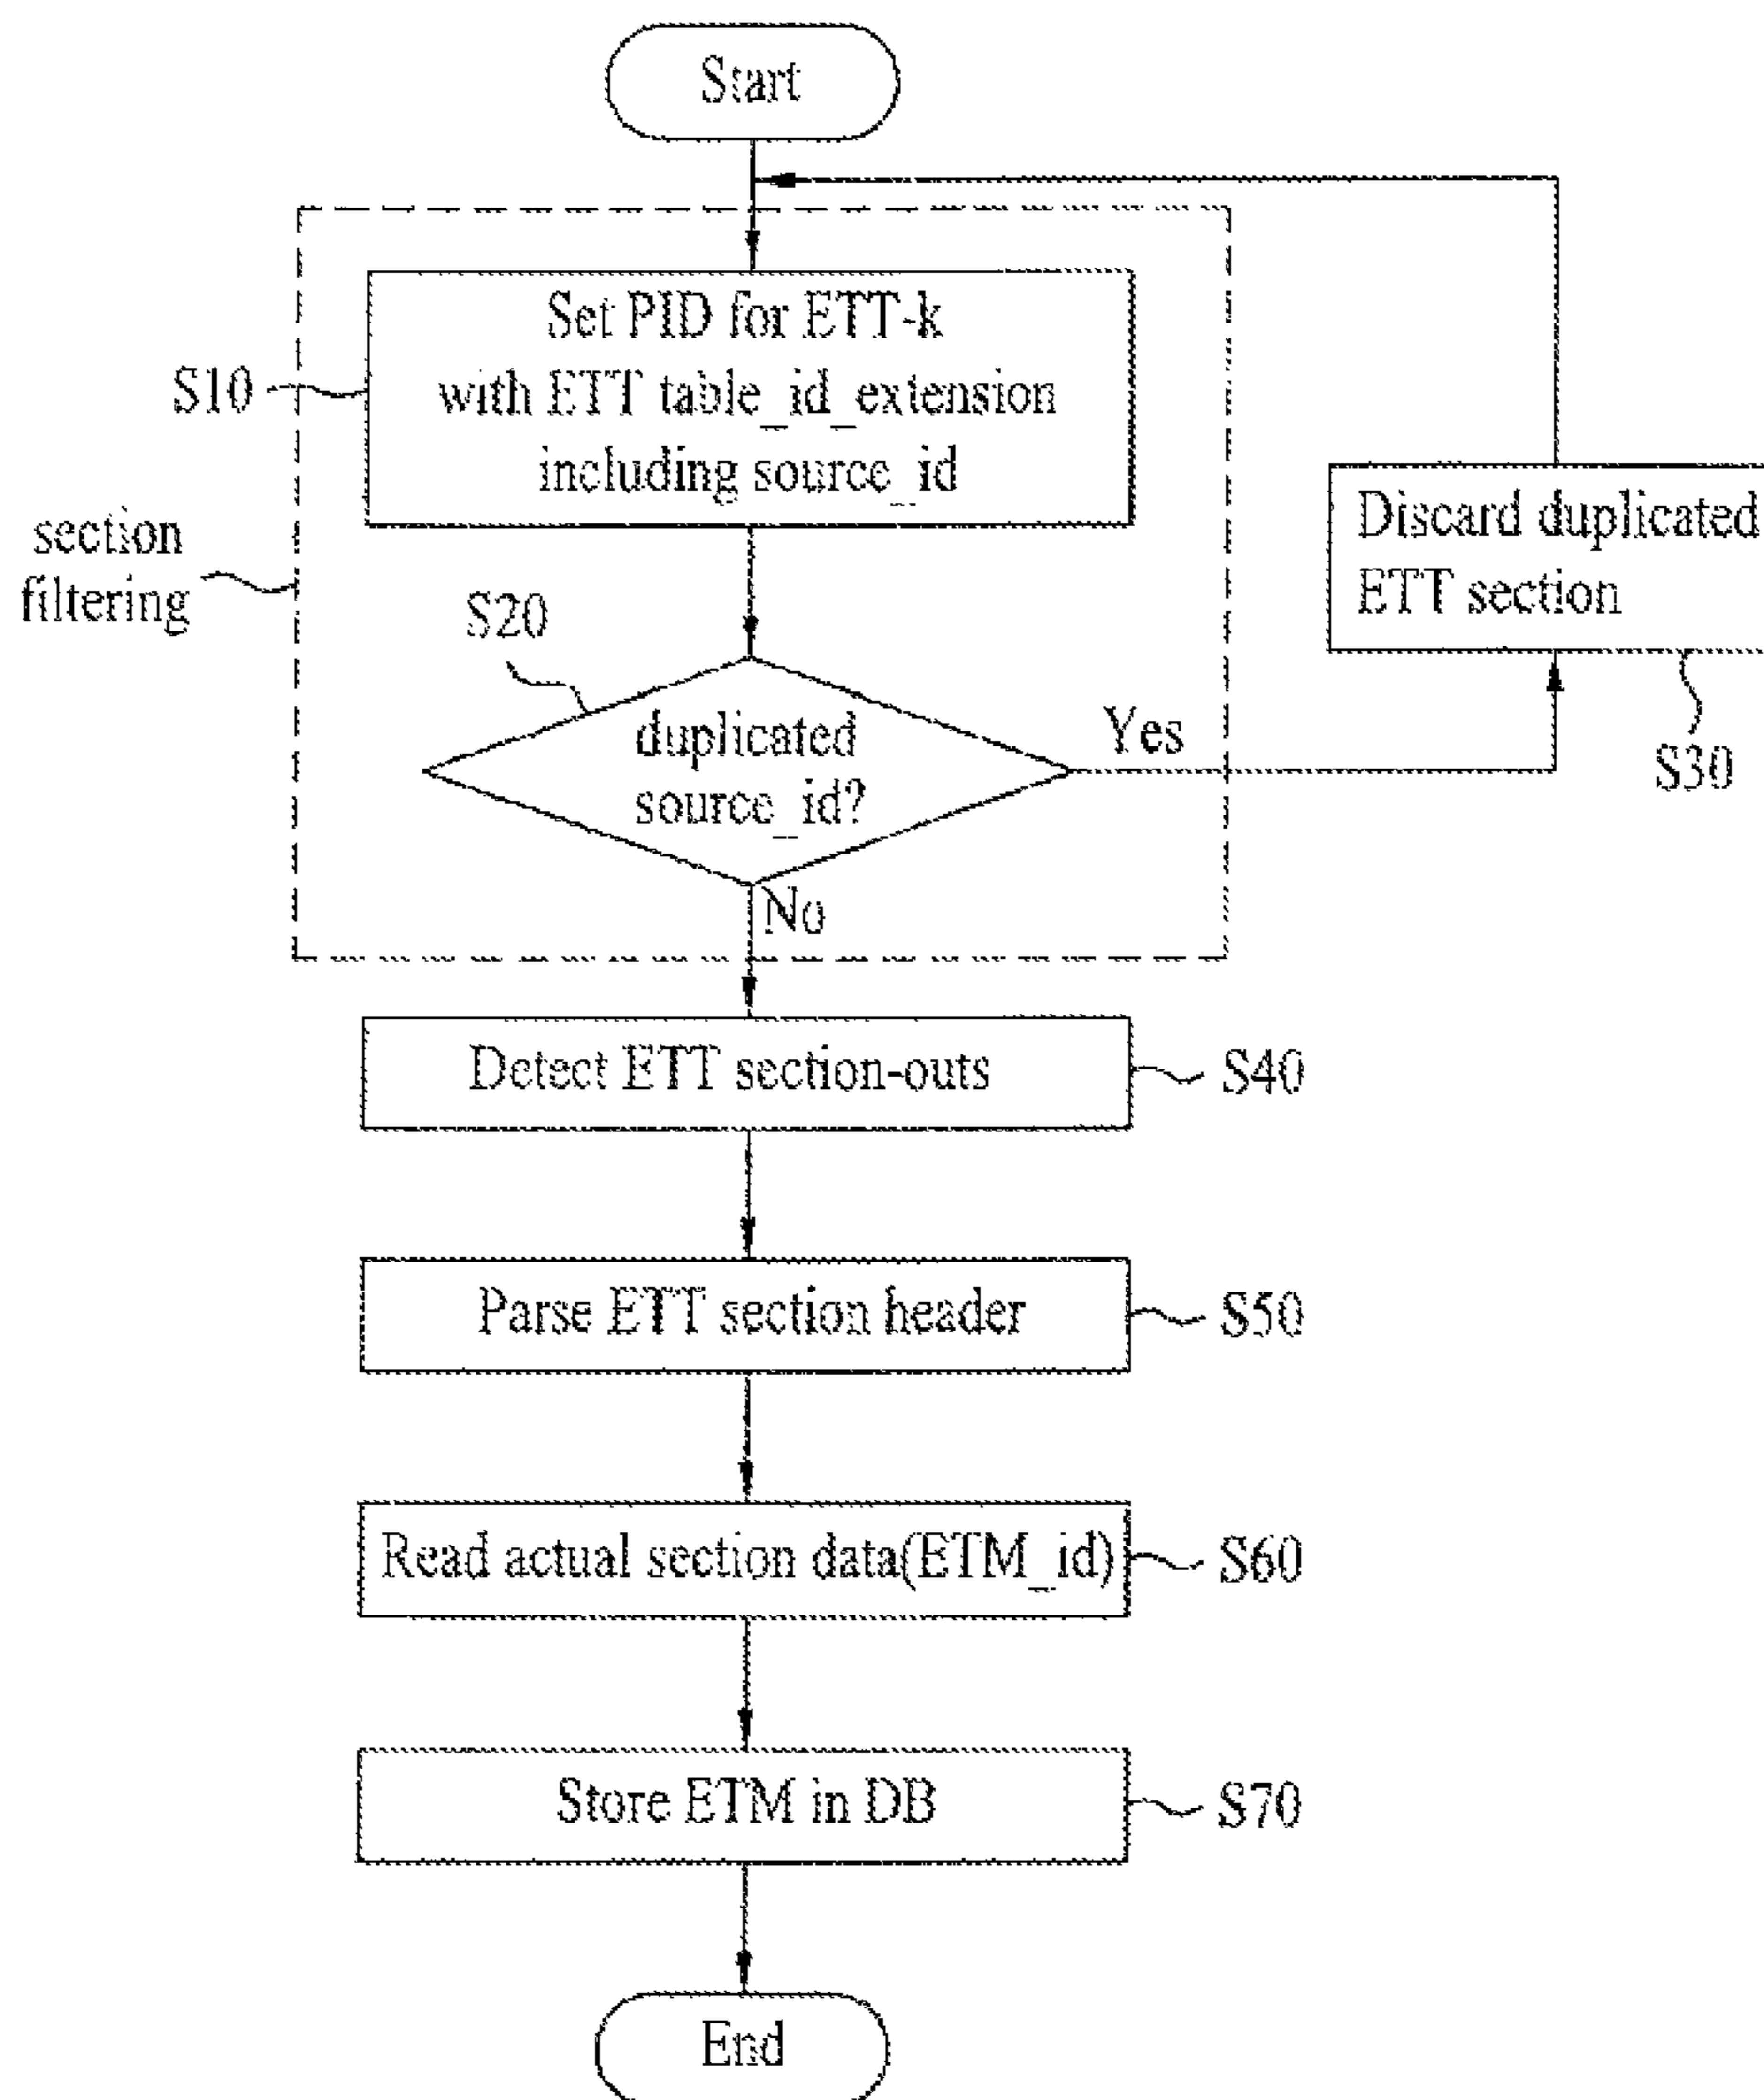 Start
Set PID for ETT-k
with ETT table_id_extension
including source_id
S10
section
filtering
Discard duplicated
ETT section
S30
S20
duplicated
source_id?
Yes
No
Detect ETT section-outs
S40
Parse ETT section header
S50
Read actual section data(ETM_id)
S60
Store ETM in DB
S70
End